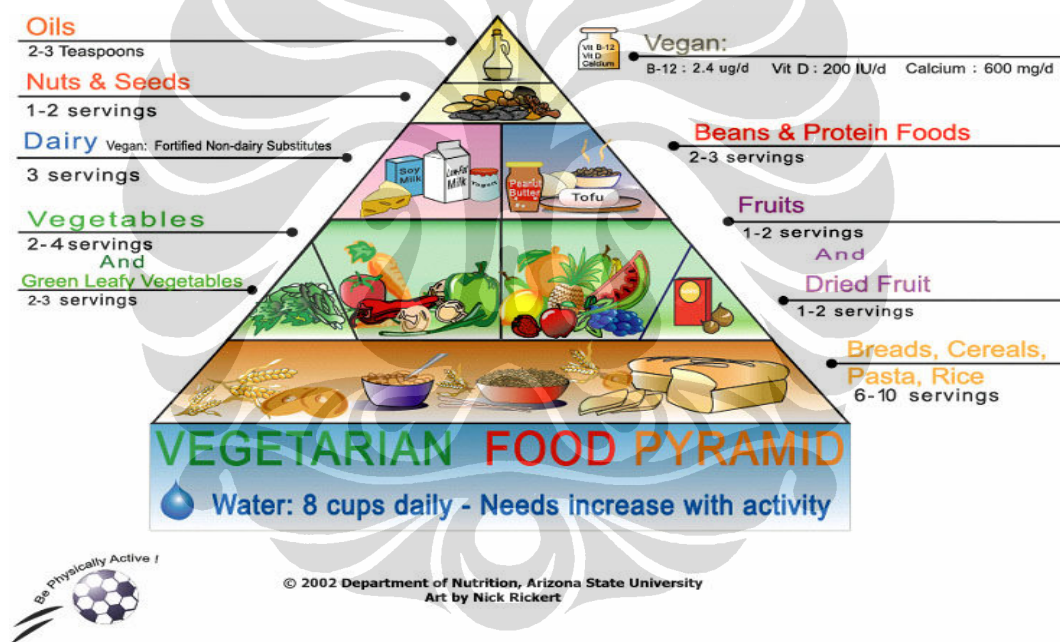 Oils
2-3 Teaspoons
Nuts & Seeds
1-2 servings
Dairy Vegan: Fortified Non-dairy Substitutes
3 servings
Vegetables
2-4 servings
And
Green Leafy Vegetables
2-3 servings
Vit B-12
Vit D
Calcium
Vegan:
B-12 : 2.4 ug/d Vit D : 200 IU/d Calcium : 600 mg/d
Beans & Protein Foods
2-3 servings
Fruits
1-2 servings
And
Dried Fruit
1-2 servings
Breads, Cereals,
Pasta, Rice
6-10 servings
Soy
Milk
Low-Fat
Milk
Yogurt
Peanut
Butter
Tofu
VEGETARIAN FOOD PYRAMID
Water: 8 cups daily - Needs increase with activity
Be Physically Active !
© 2002 Department of Nutrition, Arizona State University
Art by Nick Rickert